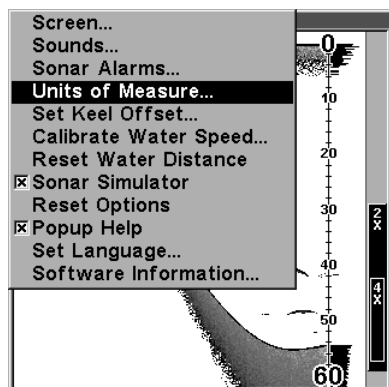 Screen...
Sounds...
Sonar Alarms...
Units of Measure...
Set Keel Offset...
Calibrate Water Speed...
Reset Water Distance
Sonar Simulator
Reset Options
Popup Help
Set Language...
Software Information...
0
10
20
30
40
50
60
2X
4X